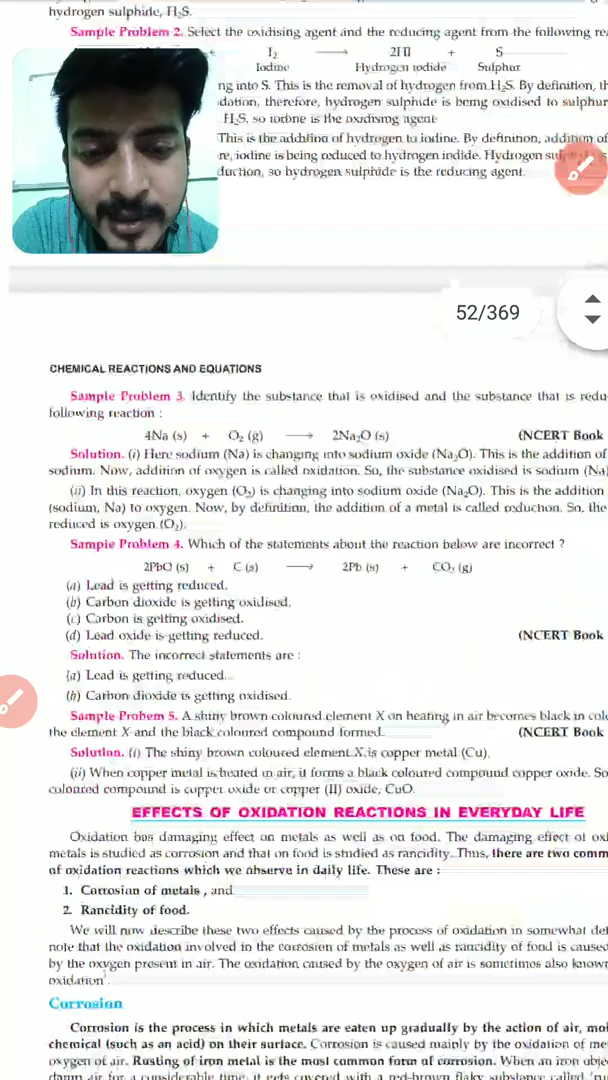 hydrogen sulphide, H₂S.
Sample Problem 2. Select the oxidising agent and the reducing agent from the following
+ I₂ ⟶ 2HI + S
Iodine Hydrogen iodide Sulphur
ng into S. This is the removal of hydrogen from H₂S. By definition, th
dation, therefore, hydrogen sulphide is being oxidised to sulphur
H₂S, so iodine is the oxidising agent
This is the addition of hydrogen to iodine. By definition, addition of
re, iodine is being reduced to hydrogen iodide. Hydrogen
duction, so hydrogen sulphide is the reducing agent.
52/369
CHEMICAL REACTIONS AND EQUATIONS
Sample Problem 3. Identify the substance that is oxidised and the substance that is redu
following reaction :
4Na (s) + O₂ (g) ⟶ 2Na₂O (s) (NCERT Book
Solution. (i) Here sodium (Na) is changing into sodium oxide (Na₂O). This is the addition of
sodium. Now, addition of oxygen is called oxidation. So, the substance oxidised is sodium (Na)
(ii) In this reaction, oxygen (O₂) is changing into sodium oxide (Na₂O). This is the addition
(sodium, Na) to oxygen. Now, by definition, the addition of a metal is called reduction. So, the
reduced is oxygen (O₂).
Sample Problem 4. Which of the statements about the reaction below are incorrect ?
2PbO (s) + C (s) ⟶ 2Pb (s) + CO₂ (g)
(a) Lead is getting reduced.
(b) Carbon dioxide is getting oxidised.
(c) Carbon is getting oxidised.
(d) Lead oxide is getting reduced. (NCERT Book
Solution. The incorrect statements are :
(a) Lead is getting reduced.
(b) Carbon dioxide is getting oxidised.
Sample Probem 5. A shiny brown coloured element X on heating in air becomes black in colo
the element X and the black coloured compound formed. (NCERT Book
Solution. (i) The shiny brown coloured element X is copper metal (Cu).
(ii) When copper metal is heated in air, it forms a black coloured compound copper oxide. So
coloured compound is copper oxide or copper (II) oxide, CuO.
EFFECTS OF OXIDATION REACTIONS IN EVERYDAY LIFE
Oxidation has damaging effect on metals as well as on food. The damaging effect of oxi
metals is studied as corrosion and that on food is studied as rancidity. Thus, there are two comm
of oxidation reactions which we observe in daily life. These are :
1. Corrosion of metals , and
2. Rancidity of food.
We will now describe these two effects caused by the process of oxidation in somewhat det
note that the oxidation involved in the corrosion of metals as well as rancidity of food is caused
by the oxygen present in air. The oxidation caused by the oxygen of air is sometimes also known
oxidation'.
Corrosion
Corrosion is the process in which metals are eaten up gradually by the action of air, moi
chemical (such as an acid) on their surface. Corrosion is caused mainly by the oxidation of me
oxygen of air. Rusting of iron metal is the most common form of corrosion. When an iron obje
damp air for a considerable time, it gets covered with a red-brown flaky substance called 'ru